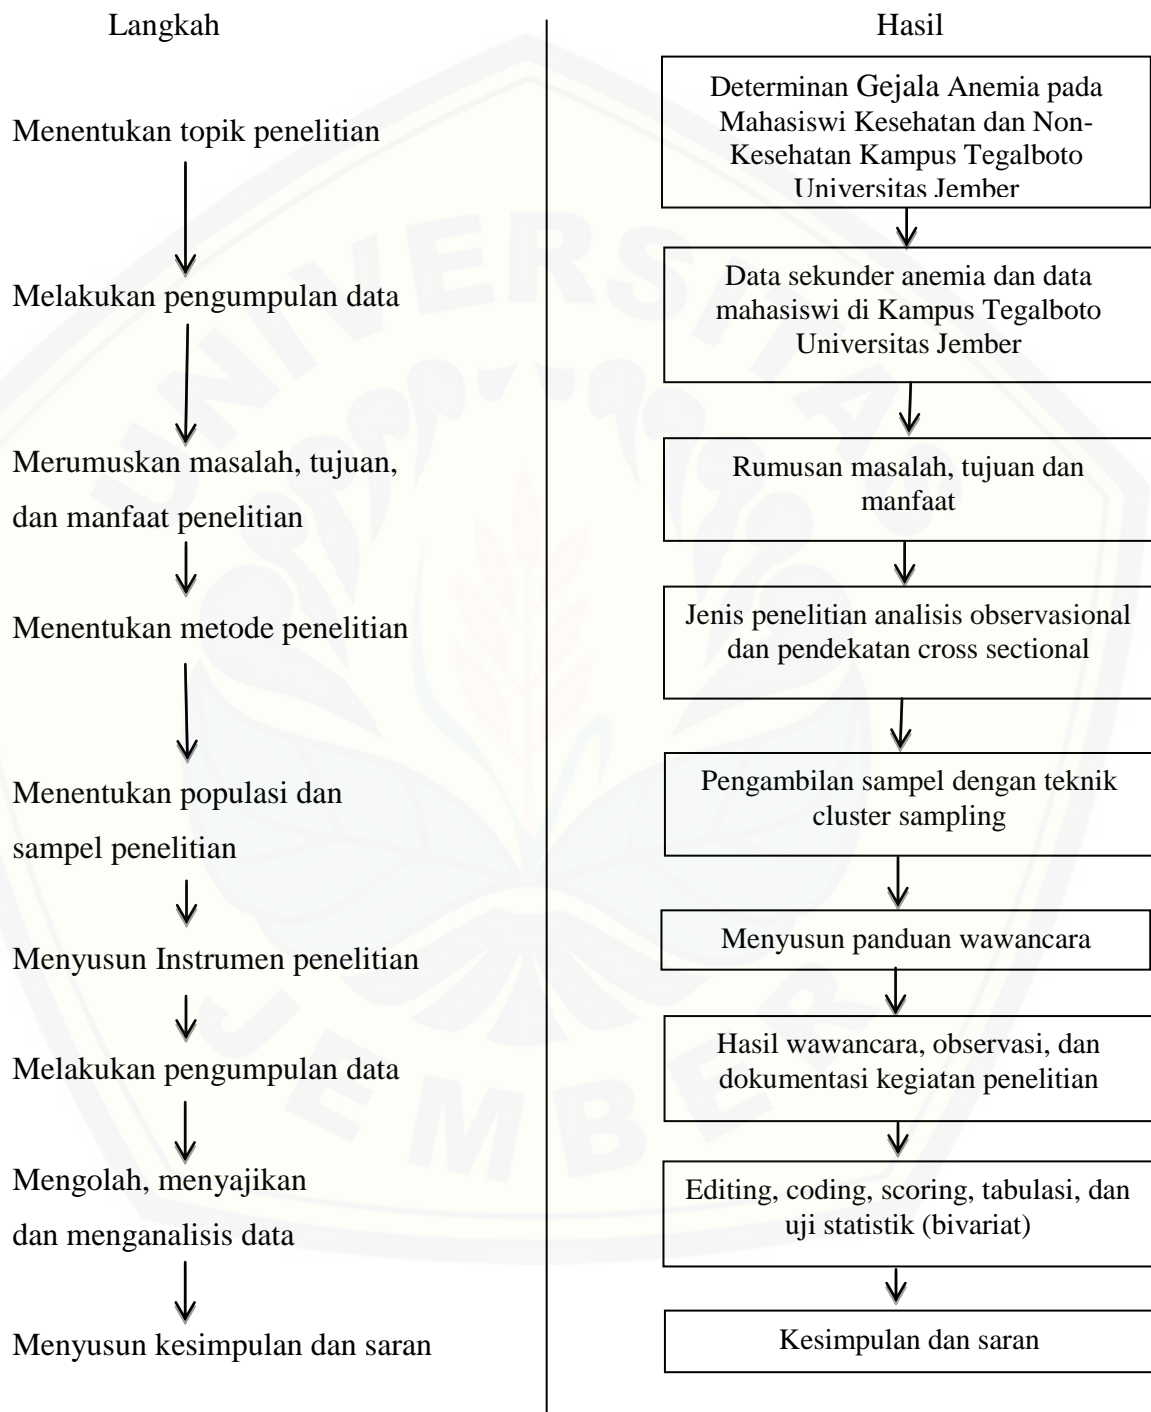 Langkah
Hasil
Menentukan topik penelitian
Determinan Gejala Anemia pada
Mahasiswi Kesehatan dan Non-
Kesehatan Kampus Tegalboto
Universitas Jember
Melakukan pengumpulan data
Data sekunder anemia dan data
mahasiswi di Kampus Tegalboto
Universitas Jember
Merumuskan masalah, tujuan,
dan manfaat penelitian
Rumusan masalah, tujuan dan
manfaat
Menentukan metode penelitian
Jenis penelitian analisis observasional
dan pendekatan cross sectional
Menentukan populasi dan
sampel penelitian
Pengambilan sampel dengan teknik
cluster sampling
Menyusun Instrumen penelitian
Menyusun panduan wawancara
Melakukan pengumpulan data
Hasil wawancara, observasi, dan
dokumentasi kegiatan penelitian
Mengolah, menyajikan
dan menganalisis data
Editing, coding, scoring, tabulasi, dan
uji statistik (bivariat)
Menyusun kesimpulan dan saran
Kesimpulan dan saran
UNIVERSITAS
JEMBER